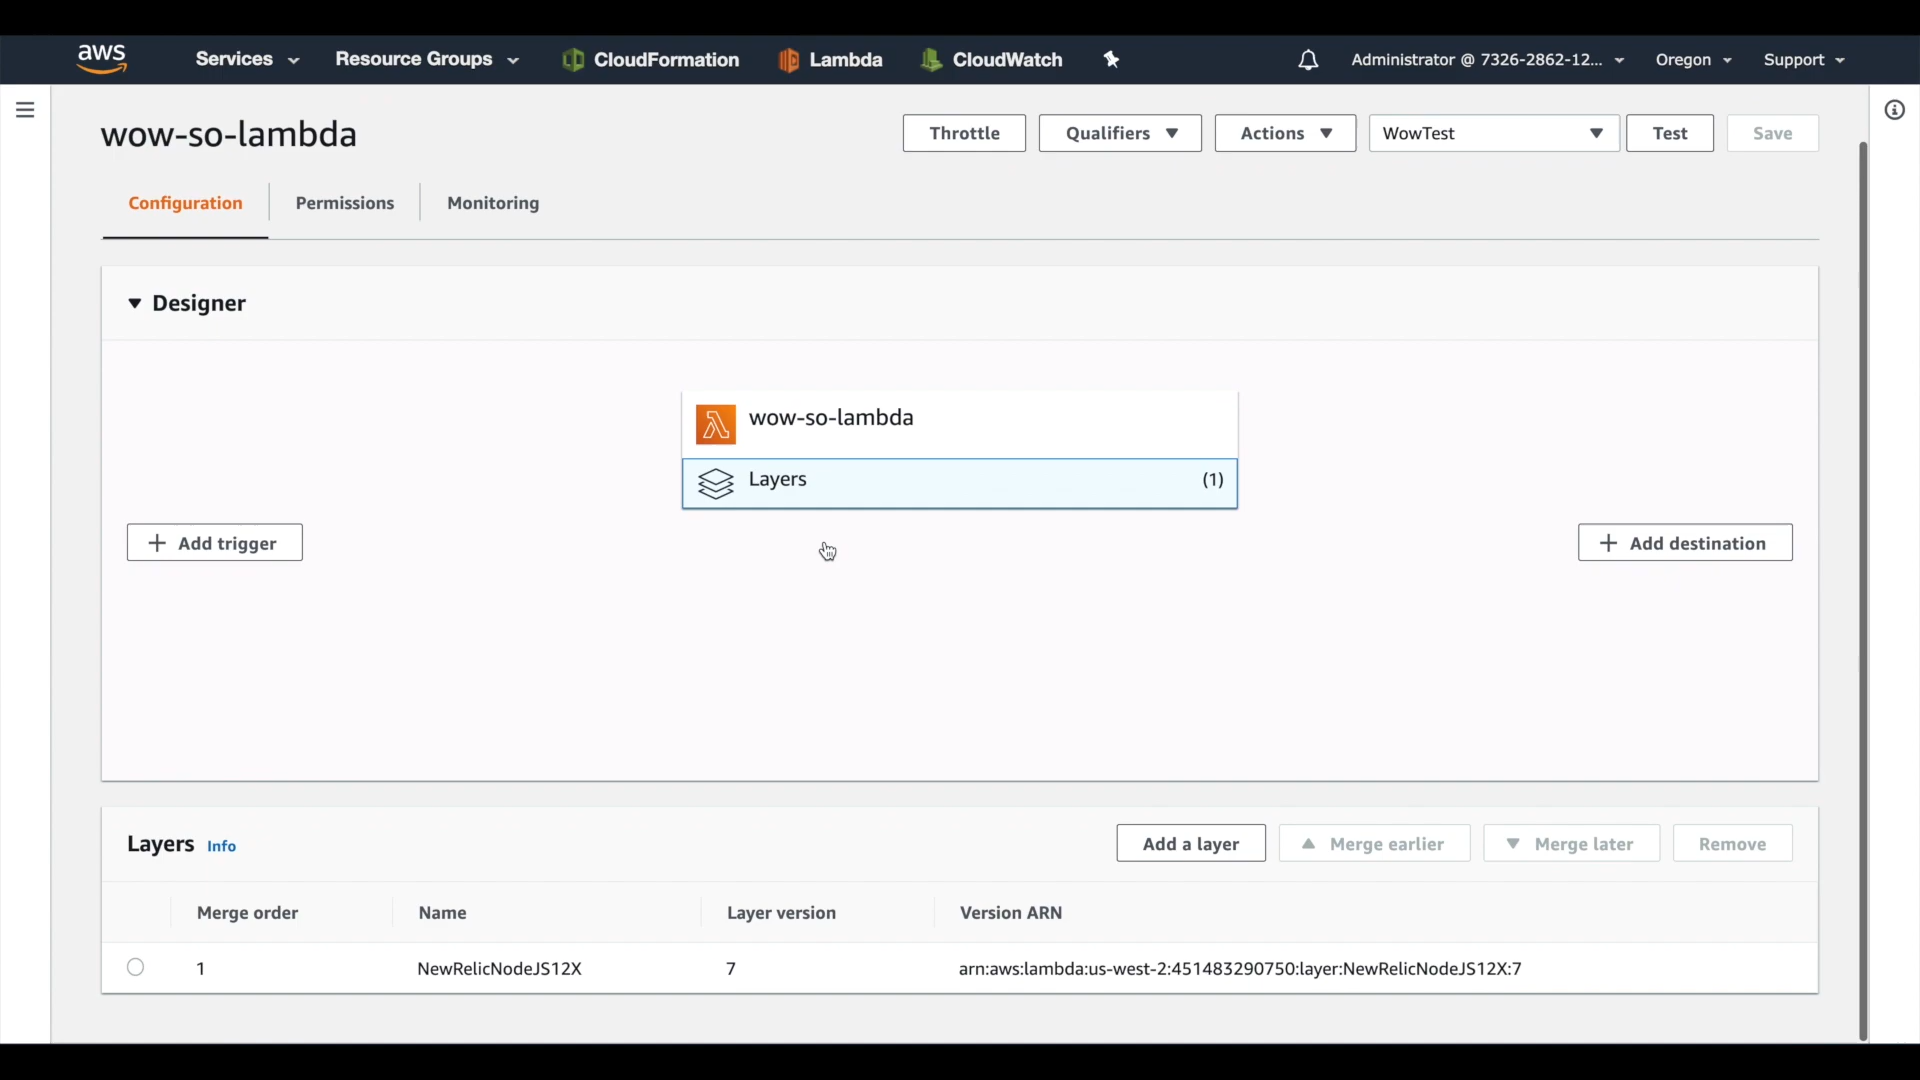 aws Services Resource Groups CloudFormation Lambda CloudWatch Administrator @ 7326-2862-12... Oregon Support
wow-so-lambda Throttle Qualifiers Actions WowTest Test Save
Configuration Permissions Monitoring
Designer
wow-so-lambda
Layers (1)
+ Add trigger + Add destination
Layers Info Add a layer Merge earlier Merge later Remove
Merge order Name Layer version Version ARN
1 NewRelicNodeJS12X 7 arn:aws:lambda:us-west-2:451483290750:layer:NewRelicNodeJS12X:7